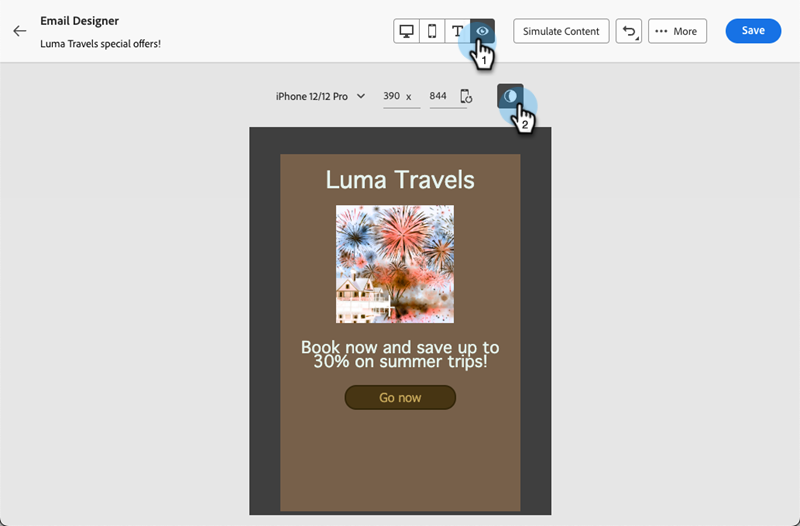 Email Designer
Luma Travels special offers!
T
Simulate Content
More
Save
1
iPhone 12/12 Pro
390 x 844
2
Luma Travels
Book now and save up to
30% on summer trips!
Go now